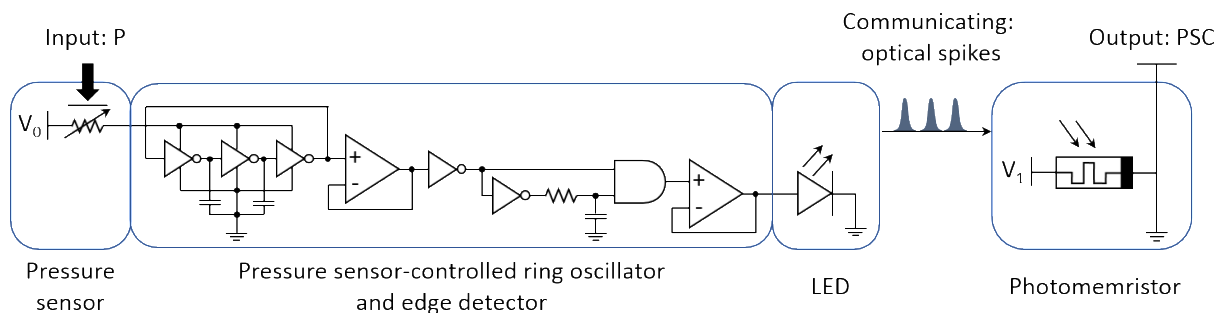 Input: P
Communicating:
optical spikes
Output: PSC
V0
+
-
+
-
V1
Pressure
sensor
Pressure sensor-controlled ring oscillator
and edge detector
LED
Photomemristor